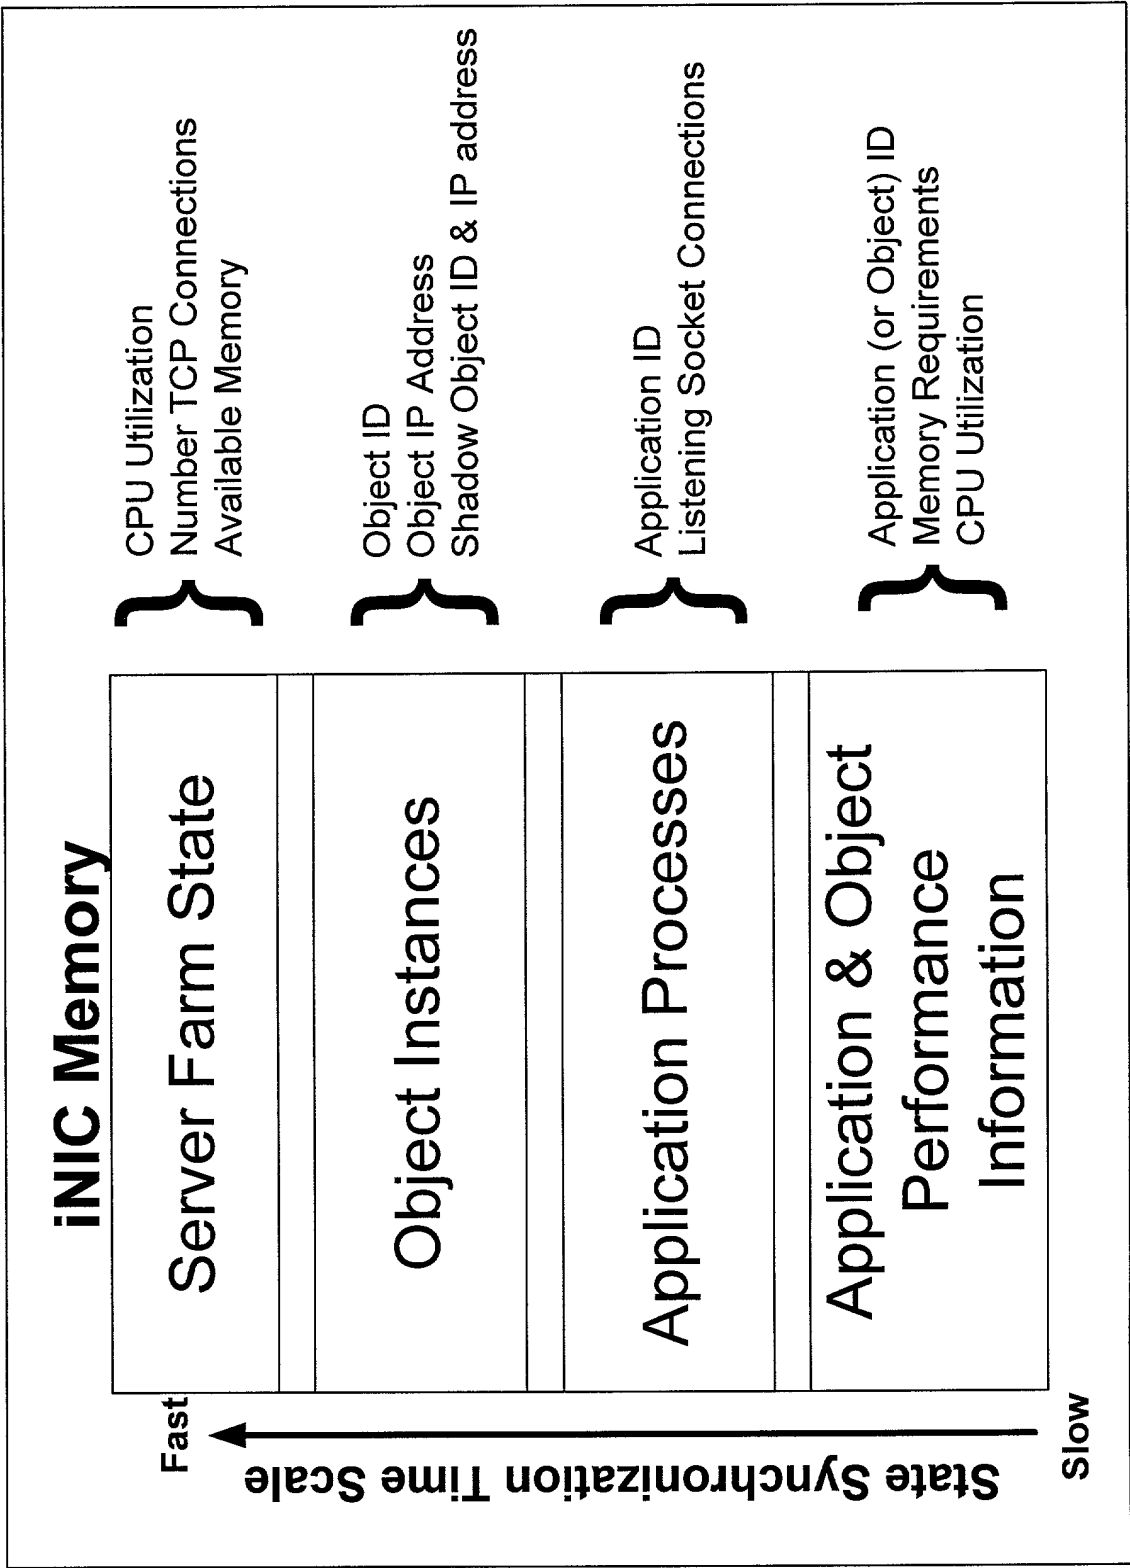 iNIC Memory
Fast
State Synchronization Time Scale
Slow
Server Farm State
CPU Utilization
Number TCP Connections
Available Memory
Object Instances
Object ID
Object IP Address
Shadow Object ID & IP address
Application Processes
Application ID
Listening Socket Connections
Application & Object
Performance
Information
Application (or Object) ID
Memory Requirements
CPU Utilization